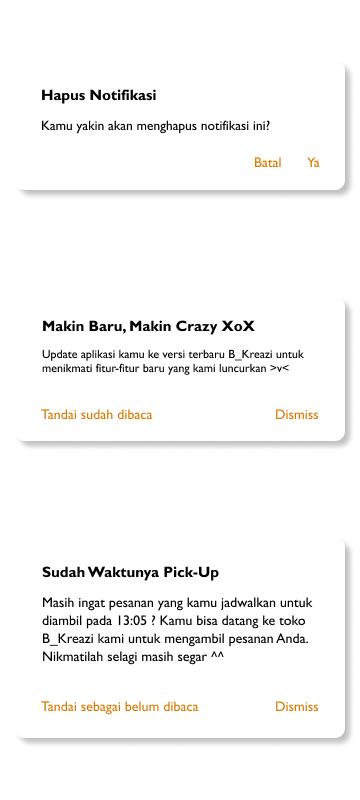 Hapus Notifikasi
Kamu yakin akan menghapus notifikasi ini?
Batal Ya
Makin Baru, Makin Crazy XoX
Update aplikasi kamu ke versi terbaru B_Kreazi untuk
menikmati fitur-fitur baru yang kami luncurkan >v<
Tandai sudah dibaca Dismiss
Sudah Waktunya Pick-Up
Masih ingat pesanan yang kamu jadwalkan untuk
diambil pada 13:05 ? Kamu bisa datang ke toko
B_Kreazi kami untuk mengambil pesanan Anda.
Nikmatilah selagi masih segar ^^
Tandai sebagai belum dibaca Dismiss